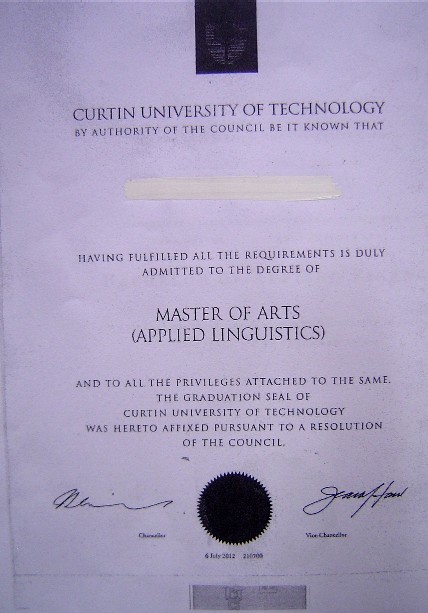 CURTIN UNIVERSITY OF TECHNOLOGY
BY AUTHORITY OF THE COUNCIL BE IT KNOWN THAT
HAVING FULFILLED ALL THE REQUIREMENTS IS DULY
ADMITTED TO THE DEGREE OF
MASTER OF ARTS
(APPLIED LINGUISTICS)
AND TO ALL THE PRIVILEGES ATTACHED TO THE SAME.
THE GRADUATION SEAL OF
CURTIN UNIVERSITY OF TECHNOLOGY
WAS HERETO AFFIXED PURSUANT TO A RESOLUTION
OF THE COUNCIL.
Chancellor
Vice-Chancellor
6 July 2012